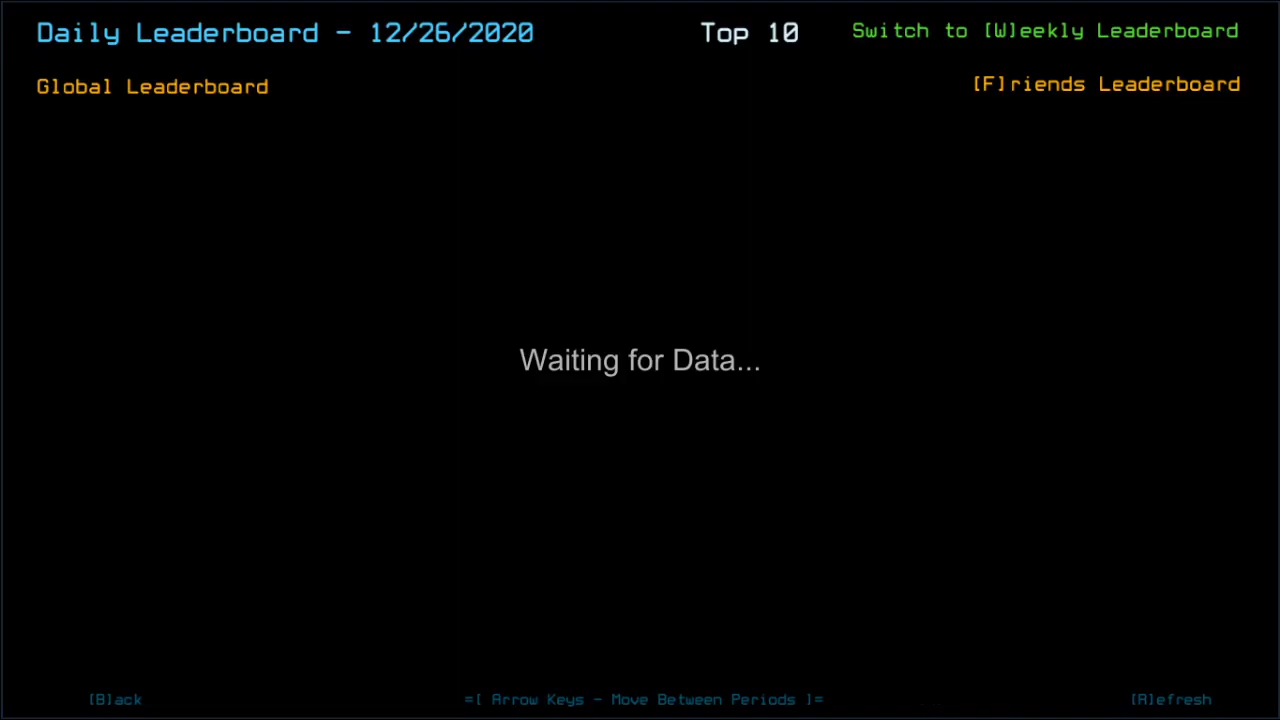 Daily Leaderboard - 12/26/2020 Top 10 Switch to [W]eekly Leaderboard
Global Leaderboard [F]riends Leaderboard
Waiting for Data...
[B]ack =[ Arrow Keys - Move Between Periods ]= [R]efresh